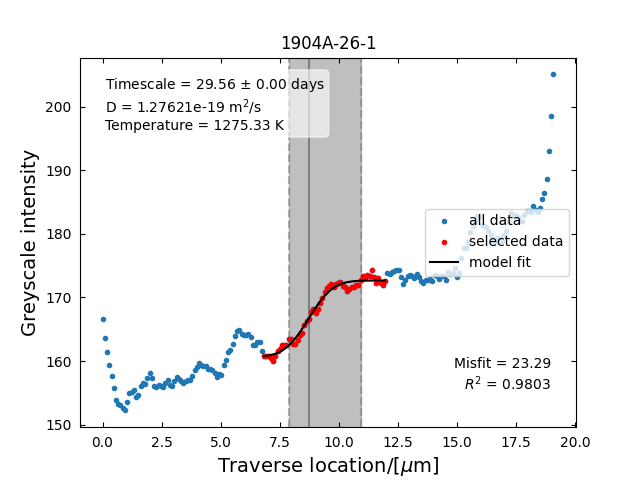 1904A-26-1
Timescale = 29.56 ± 0.00 days
D = 1.27621e-19 m²/s
Temperature = 1275.33 K
200
190
180
170
160
150
Greyscale intensity
all data
selected data
model fit
Misfit = 23.29
R² = 0.9803
0.0 2.5 5.0 7.5 10.0 12.5 15.0 17.5 20.0
Traverse location/[μm]